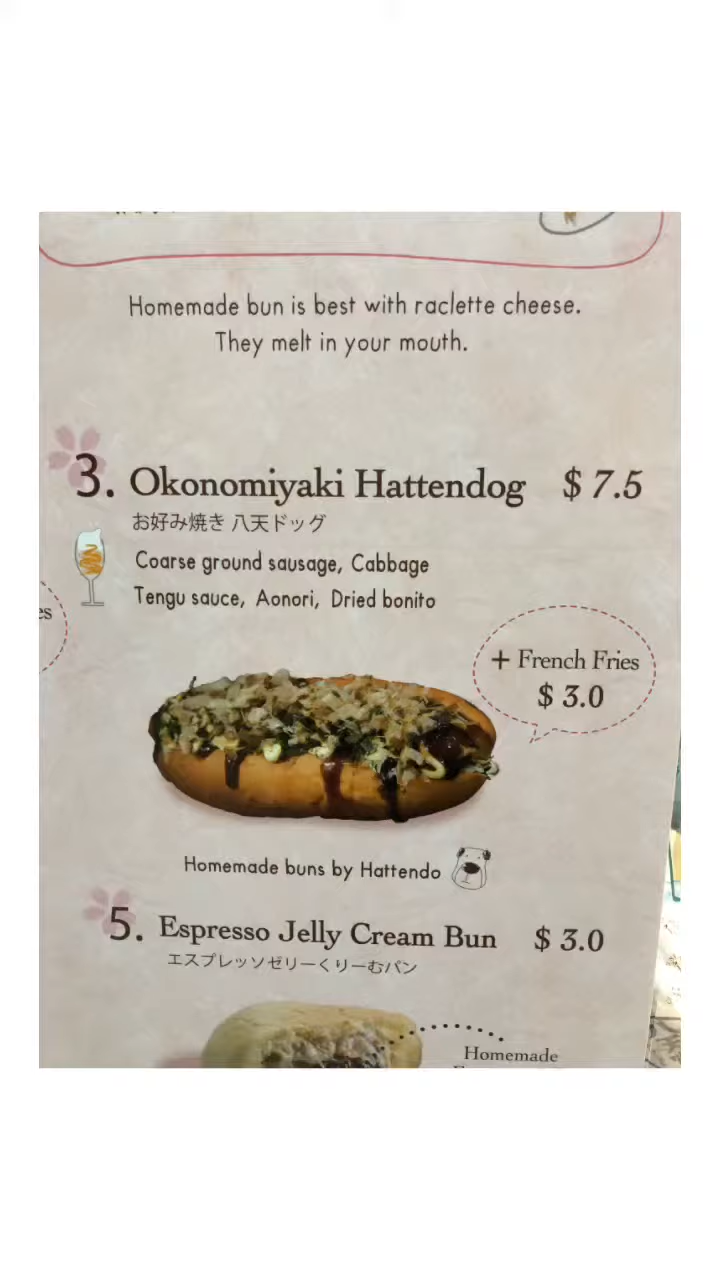 Homemade bun is best with raclette cheese.
They melt in your mouth.
3. Okonomiyaki Hattendog $ 7.5
お好み焼き 八天ドッグ
Coarse ground sausage, Cabbage
Tengu sauce, Aonori, Dried bonito
es
+ French Fries
$ 3.0
Homemade buns by Hattendo
5. Espresso Jelly Cream Bun $ 3.0
エスプレッソゼリーくりーむパン
Homemade